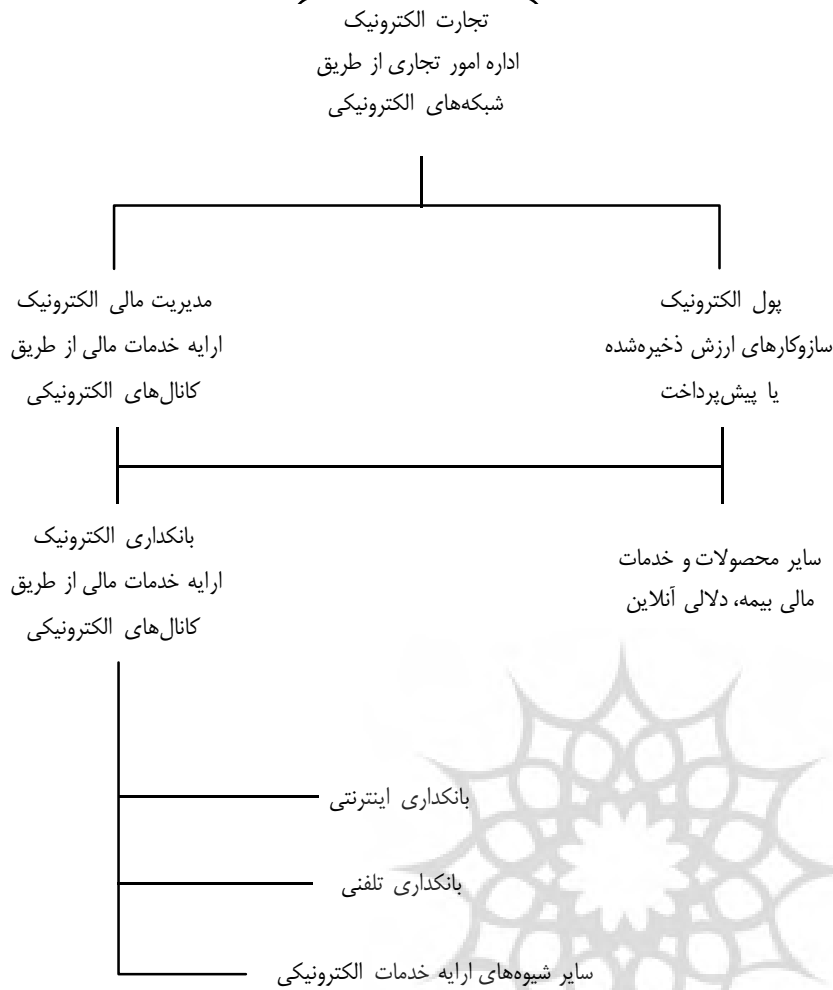 تجارت الکترونیک
اداره امور تجاری از طریق
شبکه‌های الکترونیکی
پول الکترونیک
سازوکارهای ارزش ذخیره‌شده
یا پیش‌پرداخت
مدیریت مالی الکترونیک
ارایه خدمات مالی از طریق
کانال‌های الکترونیکی
سایر محصولات و خدمات
مالی بیمه، دلالی آنلاین
بانکداری الکترونیک
ارایه خدمات مالی از طریق
کانال‌های الکترونیکی
بانکداری اینترنتی
بانکداری تلفنی
سایر شیوه‌های ارایه خدمات الکترونیکی